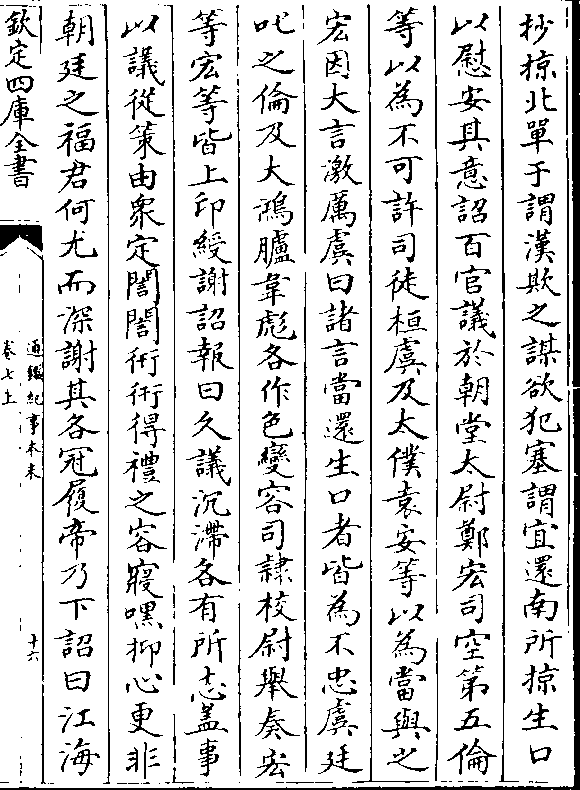 抄掠北單于謂漢欺之謀欲犯塞謂宜還南所掠生口
以慰安其意詔百官議於朝堂太尉鄭宏司空第五倫
等以為不可許司徒桓虞及太僕袁安等以為當與之
宏因大言激厲虞曰諸言當還生口者皆為不忠虞廷
叱之倫及大鴻臚韋彪各作色變容司隷校尉舉奏宏
等宏等皆上印綬謝詔報曰久議沉滯各有所志盖事
以議從策由衆定誾誾衎衎得禮之容寢嘿抑心更非
朝廷之福君何尤而深謝其各冠履帝乃下詔曰江海
欽定四庫全書
通鑑紀事本末
卷七上
十六